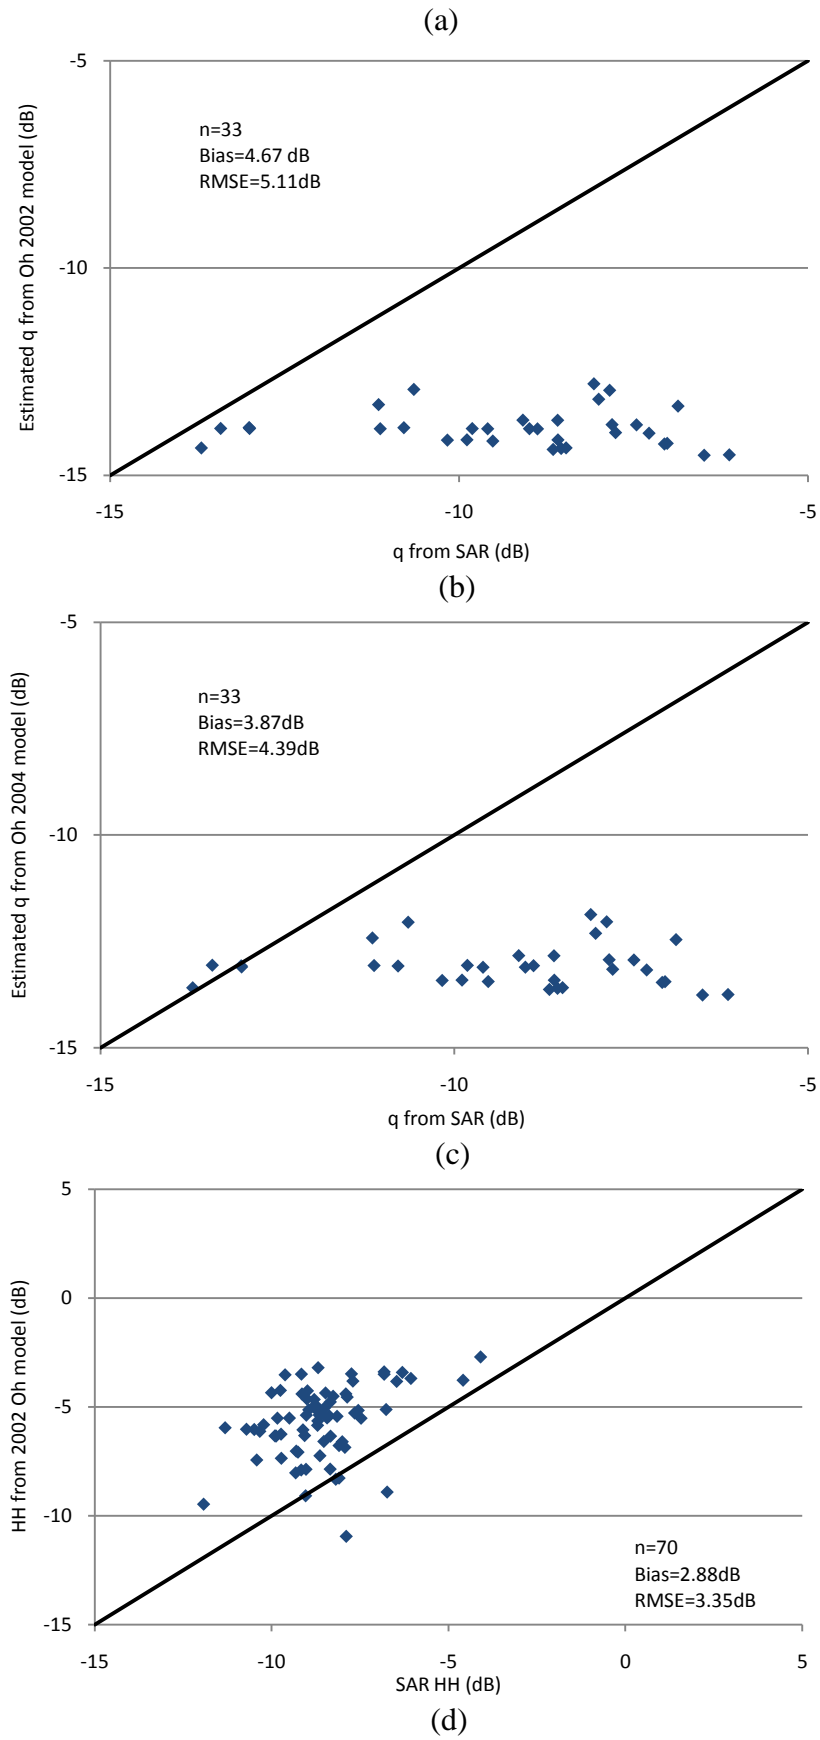 (a)
-5
n=33
Bias=4.67 dB
RMSE=5.11dB
Estimated q from Oh 2002 model (dB)
-10
-15
-15 -10 -5
q from SAR (dB)
(b)
-5
n=33
Bias=3.87dB
RMSE=4.39dB
Estimated q from Oh 2004 model (dB)
-10
-15
-15 -10 -5
q from SAR (dB)
(c)
5
0
HH from 2002 Oh model (dB)
-5
-10
n=70
Bias=2.88dB
RMSE=3.35dB
-15
-15 -10 -5 0 5
SAR HH (dB)
(d)